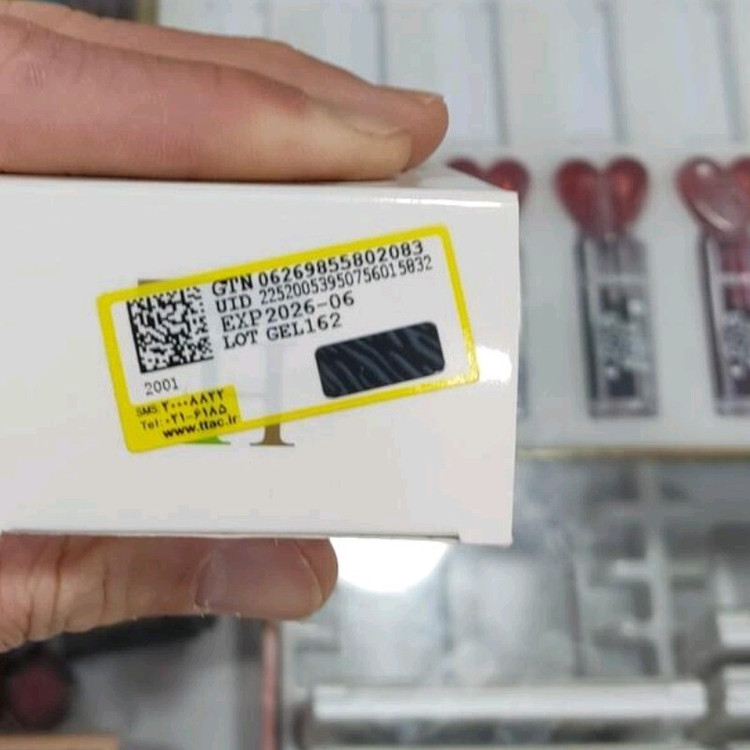 GTN 06269855802083
UID 22520053950756015832
EXP 2026-06
LOT GEL162
2001
SMS: ۲۰۰۰۸۸۲۲
Tel: ۰۲۱-۶۱۸۵
www.ttac.ir